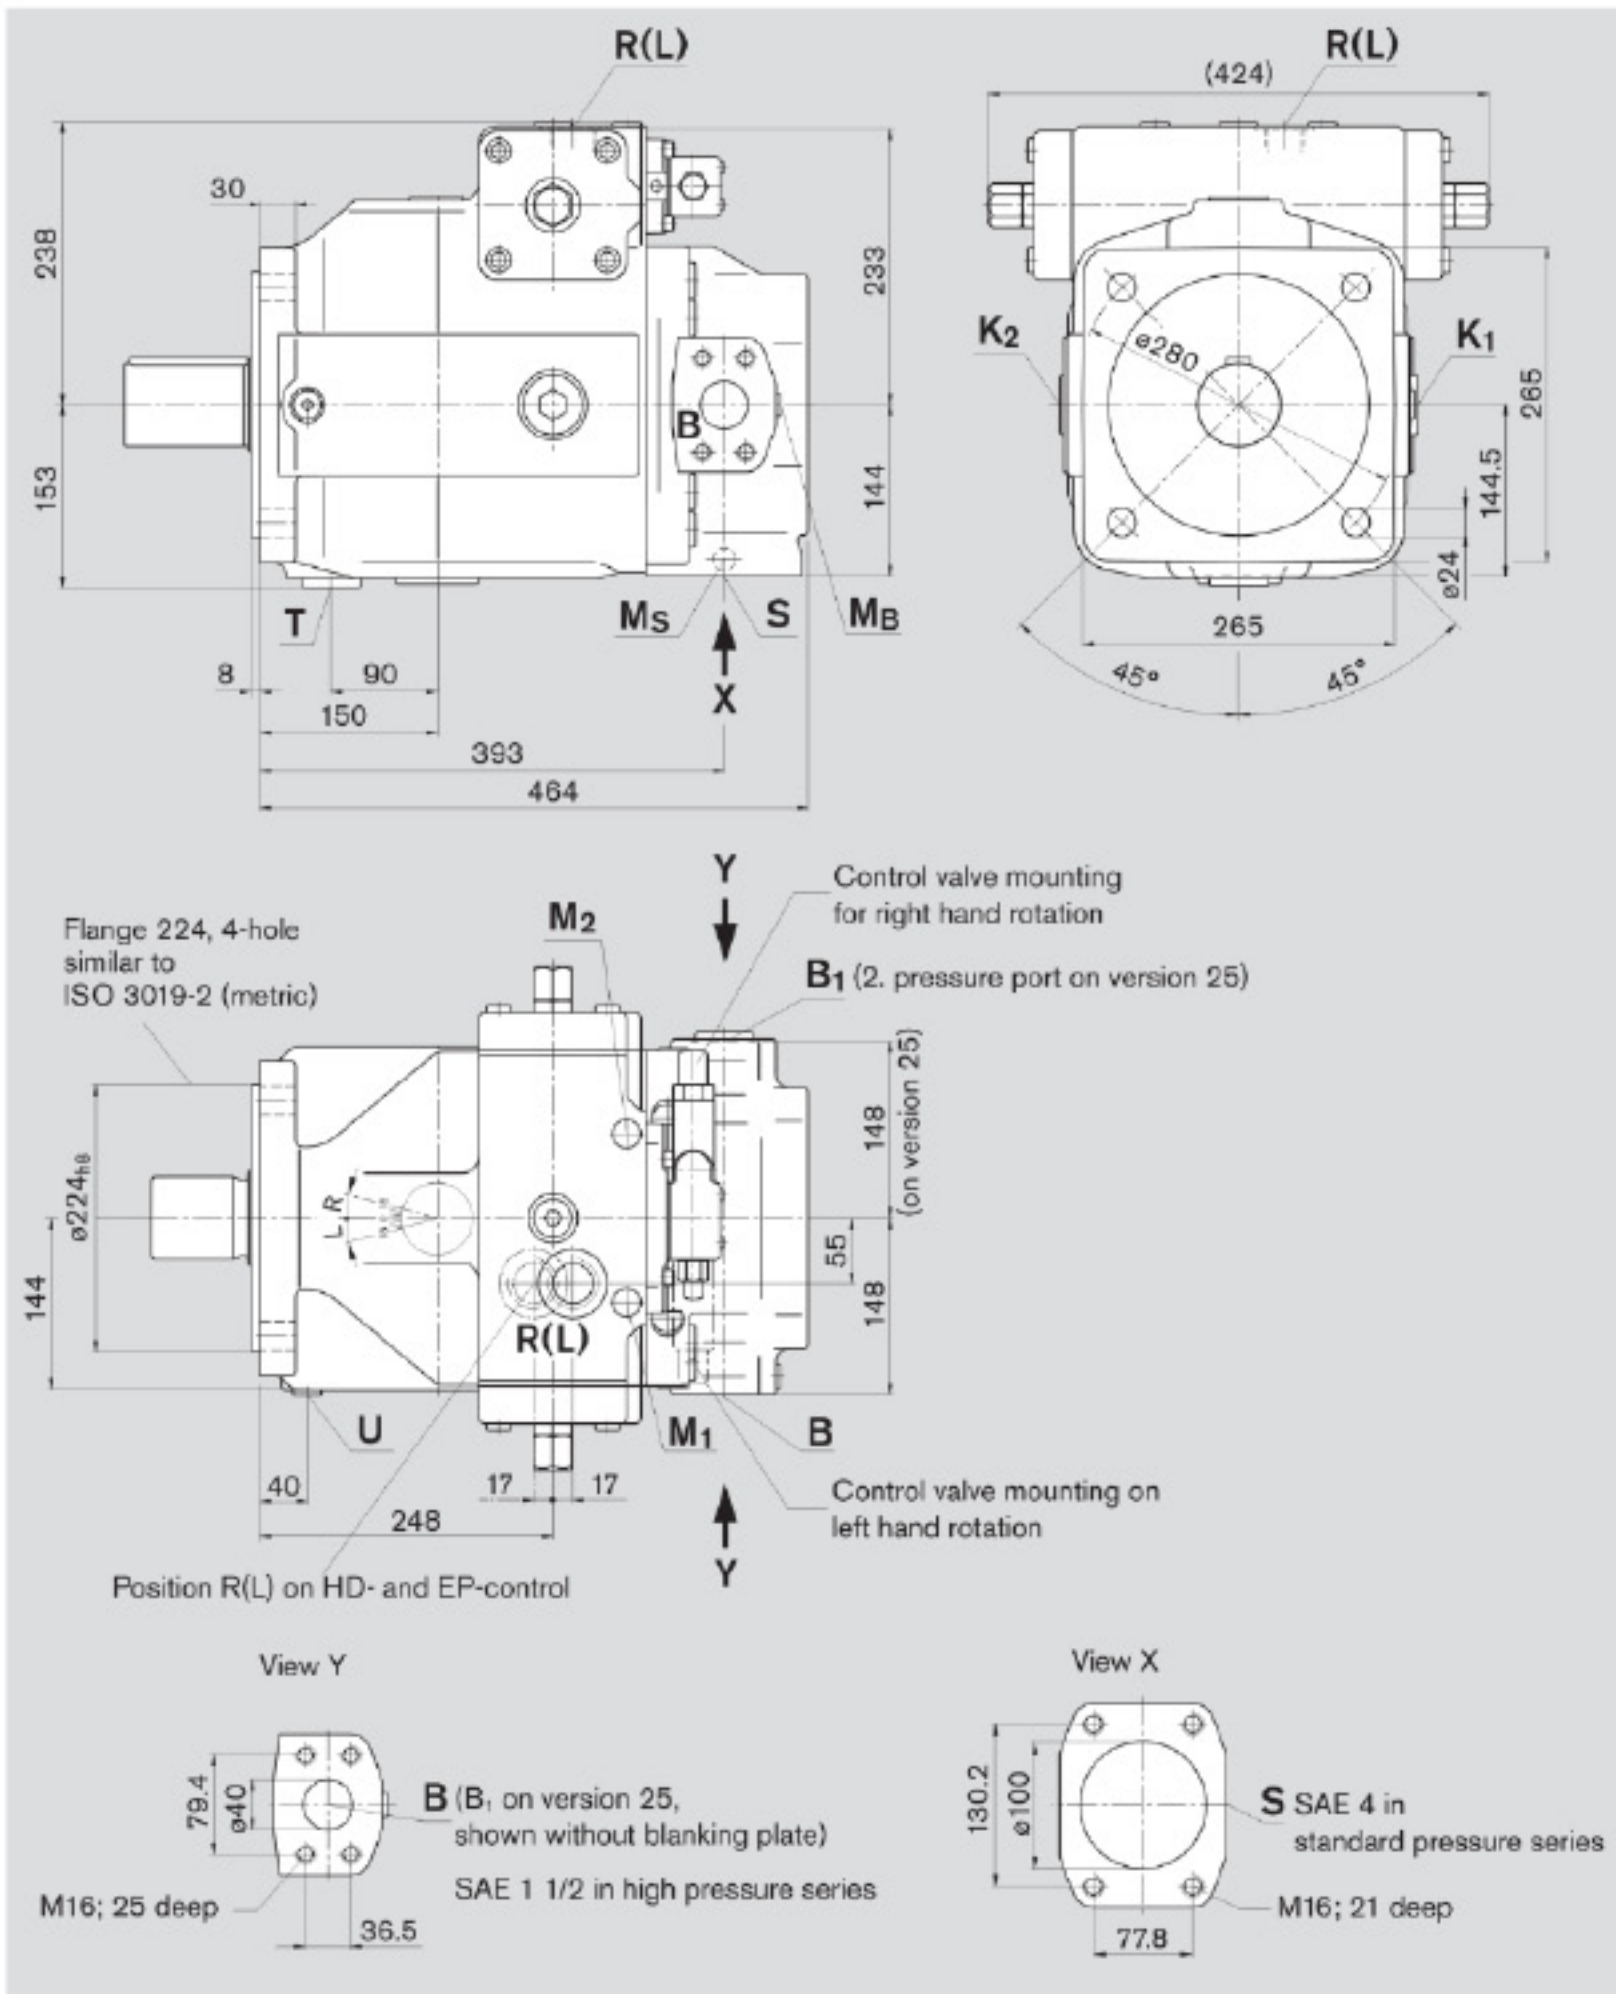 R(L)
R(L)
(424)
30
238
233
153
144
B
K2
K1
ø280
265
144.5
ø24
265
45°
45°
T
MS
S
MB
X
8
90
150
393
464
Y
Control valve mounting
for right hand rotation
M2
B1 (2. pressure port on version 25)
Flange 224, 4-hole
similar to
ISO 3019-2 (metric)
ø224h8
144
L R
148
(on version 25)
55
148
R(L)
U
M1
B
40
17
17
248
Control valve mounting on
left hand rotation
Y
Position R(L) on HD- and EP-control
View Y
79.4
ø40
B (B1 on version 25,
shown without blanking plate)
SAE 1 1/2 in high pressure series
M16; 25 deep
36.5
View X
130.2
ø100
S SAE 4 in
standard pressure series
M16; 21 deep
77.8